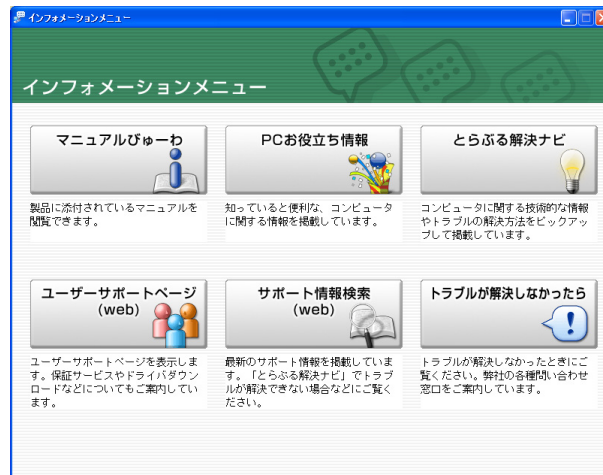 インフォメーションメニュー
インフォメーションメニュー
マニュアルびゅーわ
PCお役立ち情報
とらぶる解決ナビ
製品に添付されているマニュアルを
閲覧できます。
知っていると便利な、コンピュータ
に関する情報を掲載しています。
コンピュータに関する技術的な情報
やトラブルの解決方法をピックアッ
プして掲載しています。
ユーザーサポートページ
(web)
サポート情報検索
(web)
トラブルが解決しなかったら
ユーザーサポートページを表示しま
す。保証サービスやドライバダウン
ロードなどについてもご案内してい
ます。
最新のサポート情報を掲載していま
す。「とらぶる解決ナビ」でトラブ
ルが解決できない場合などにご覧く
ださい。
トラブルが解決しなかったときにご
覧ください。弊社の各種問い合わせ
窓口をご案内しています。